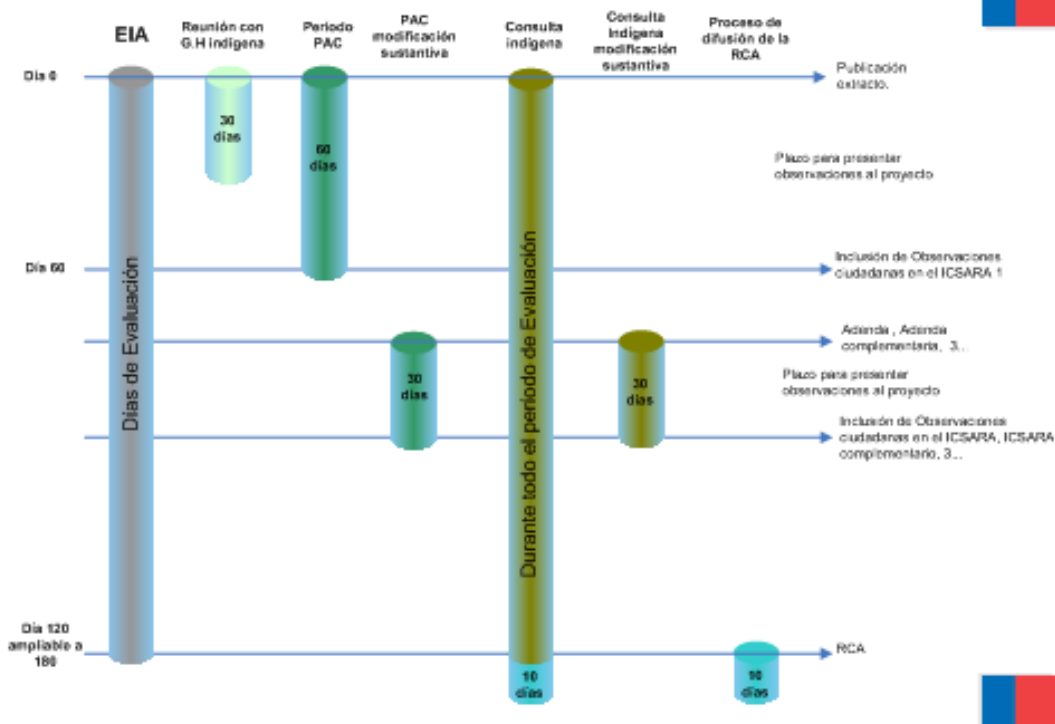 EIA
Reunión con
G.H indígena
Período
PAC
PAC
modificación
sustantiva
Consulta
indígena
Consulta
Indígena
modificación
sustantiva
Proceso de
difusión de la
RCA
Día 0
Publicación
extracto.
30
días
60
días
Plazo para presentar
observaciones al proyecto
Día 60
Inclusión de Observaciones
ciudadanas en el ICSARA 1
Días de Evaluación
Durante todo el período de Evaluación
Adenda , Adenda
complementaria, 3...
30
días
30
días
Plazo para presentar
observaciones al proyecto
Inclusión de Observaciones
ciudadanas en el ICSARA, ICSARA
complementario, 3...
Día 120
ampliable a
180
RCA
10
días
10
días